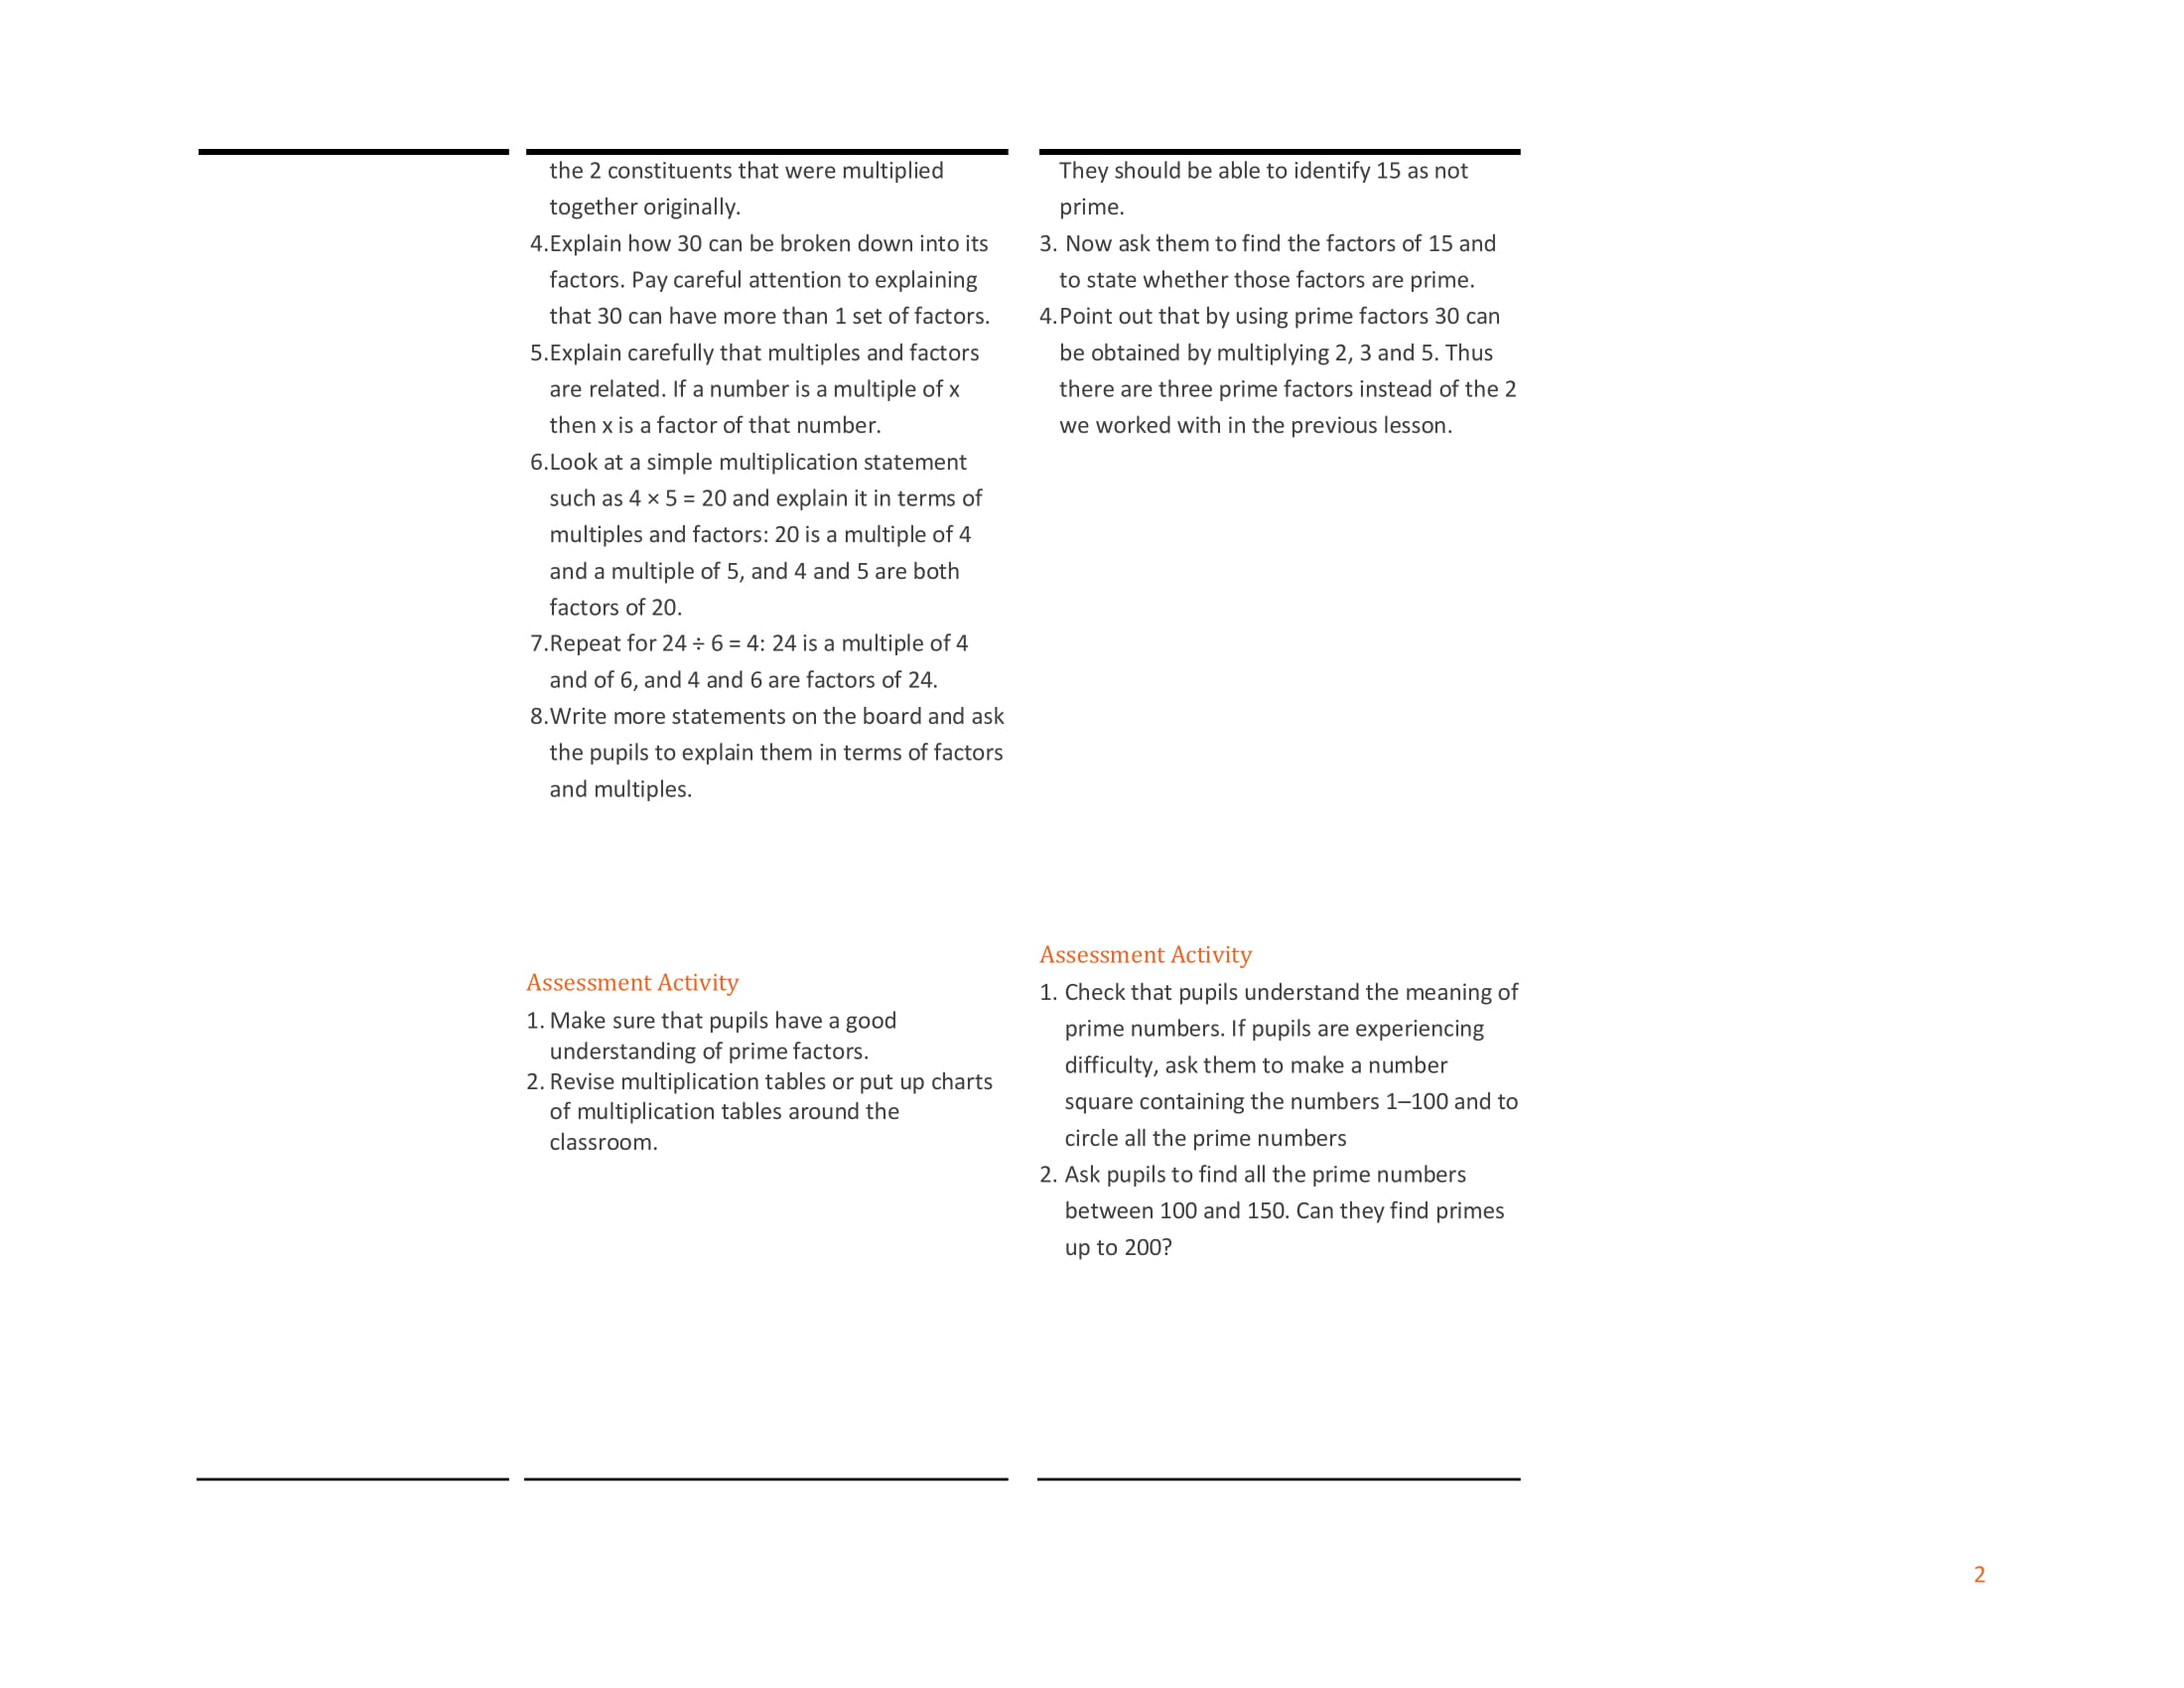 the 2 constituents that were multiplied
together originally.
4.Explain how 30 can be broken down into its
factors. Pay careful attention to explaining
that 30 can have more than 1 set of factors.
5.Explain carefully that multiples and factors
are related. If a number is a multiple of x
then x is a factor of that number.
6.Look at a simple multiplication statement
such as 4 × 5 = 20 and explain it in terms of
multiples and factors: 20 is a multiple of 4
and a multiple of 5, and 4 and 5 are both
factors of 20.
7.Repeat for 24 ÷ 6 = 4: 24 is a multiple of 4
and of 6, and 4 and 6 are factors of 24.
8.Write more statements on the board and ask
the pupils to explain them in terms of factors
and multiples.
Assessment Activity
1. Make sure that pupils have a good
understanding of prime factors.
2. Revise multiplication tables or put up charts
of multiplication tables around the
classroom.
They should be able to identify 15 as not
prime.
3. Now ask them to find the factors of 15 and
to state whether those factors are prime.
4.Point out that by using prime factors 30 can
be obtained by multiplying 2, 3 and 5. Thus
there are three prime factors instead of the 2
we worked with in the previous lesson.
Assessment Activity
1. Check that pupils understand the meaning of
prime numbers. If pupils are experiencing
difficulty, ask them to make a number
square containing the numbers 1–100 and to
circle all the prime numbers
2. Ask pupils to find all the prime numbers
between 100 and 150. Can they find primes
up to 200?
2